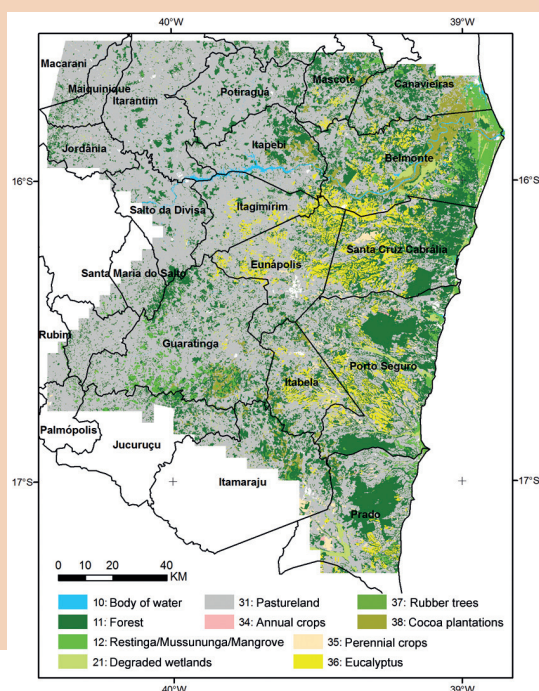 40°W 39°W
Macarani
Mascote
Canavieiras
Maiquinique
Potiraguá
Itarantim
Itapebi
Jordânia
Belmonte
16°S 16°S
Salto da Divisa
Itagimirim
Santa Cruz Cabrália
Eunápolis
Santa Maria do Salto
Rubim
Guaratinga
Porto Seguro
Itabela
Palmópolis
Jucuruçu
17°S 17°S
Itamaraju
Prado
0 10 20 40
KM
10: Body of water 31: Pastureland 37: Rubber trees
11: Forest 34: Annual crops 38: Cocoa plantations
12: Restinga/Mussununga/Mangrove 35: Perennial crops
21: Degraded wetlands 36: Eucalyptus
40°W 39°W